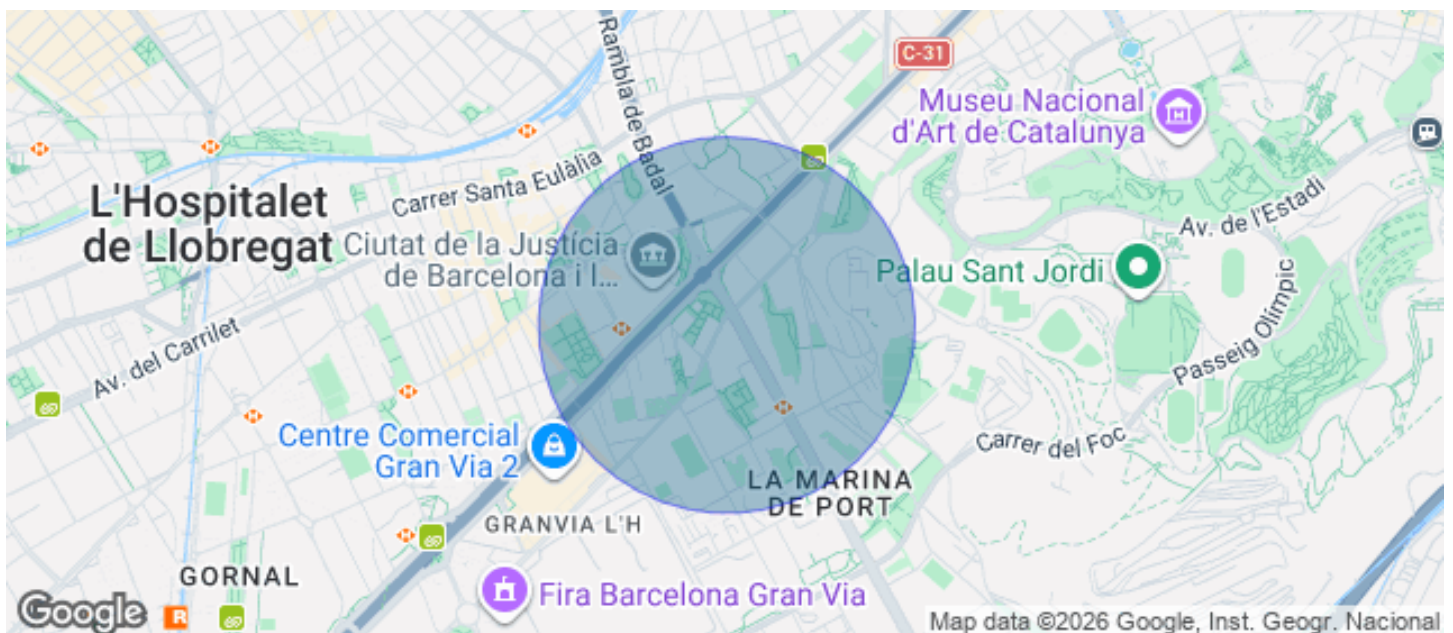 C-31
Rambla de Badal
Museu Nacional
d'Art de Catalunya
Carrer Santa Eulàlia
L'Hospitalet
de Llobregat
Ciutat de la Justícia
de Barcelona i l...
Av. de l'Estadi
Palau Sant Jordi
Passeig Olímpic
Av. del Carrilet
Centre Comercial
Gran Via 2
Carrer del Foc
LA MARINA
DE PORT
GRANVIA L'H
GORNAL
Fira Barcelona Gran Via
Google
R
Map data ©2026 Google, Inst. Geogr. Nacional